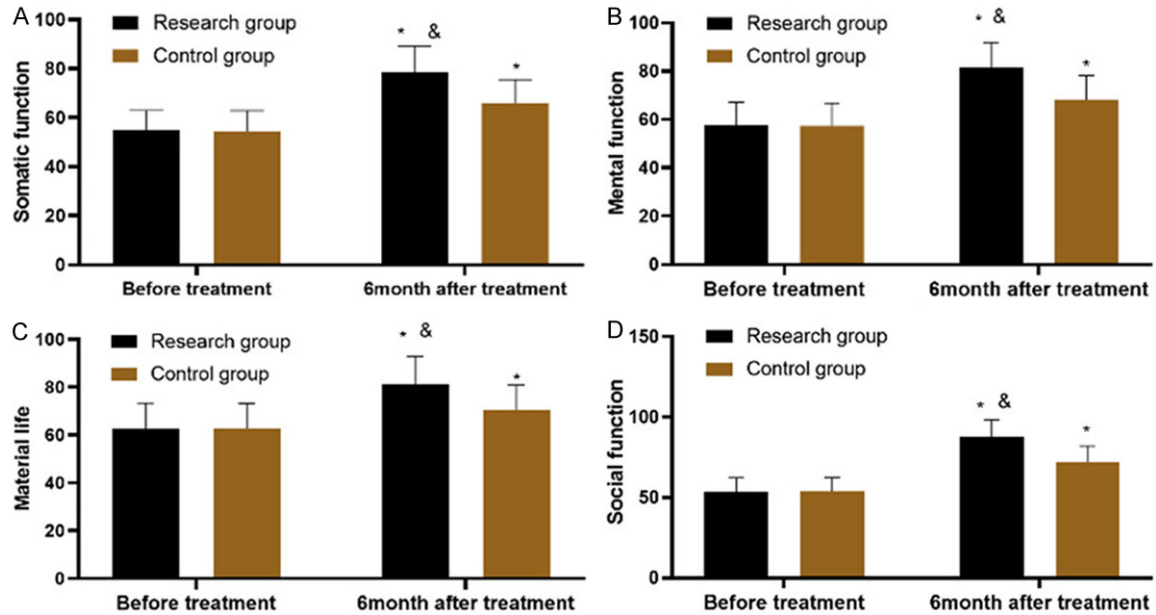 A
Somatic function
100
80
60
40
20
0
Research group
Control group
* &
*
Before treatment
6month after treatment
B
Mental function
100
80
60
40
20
0
Research group
Control group
* &
*
Before treatment
6month after treatment
C
Material life
100
80
60
40
20
0
Research group
Control group
* &
*
Before treatment
6month after treatment
D
Social function
150
100
50
0
Research group
Control group
* &
*
Before treatment
6month after treatment